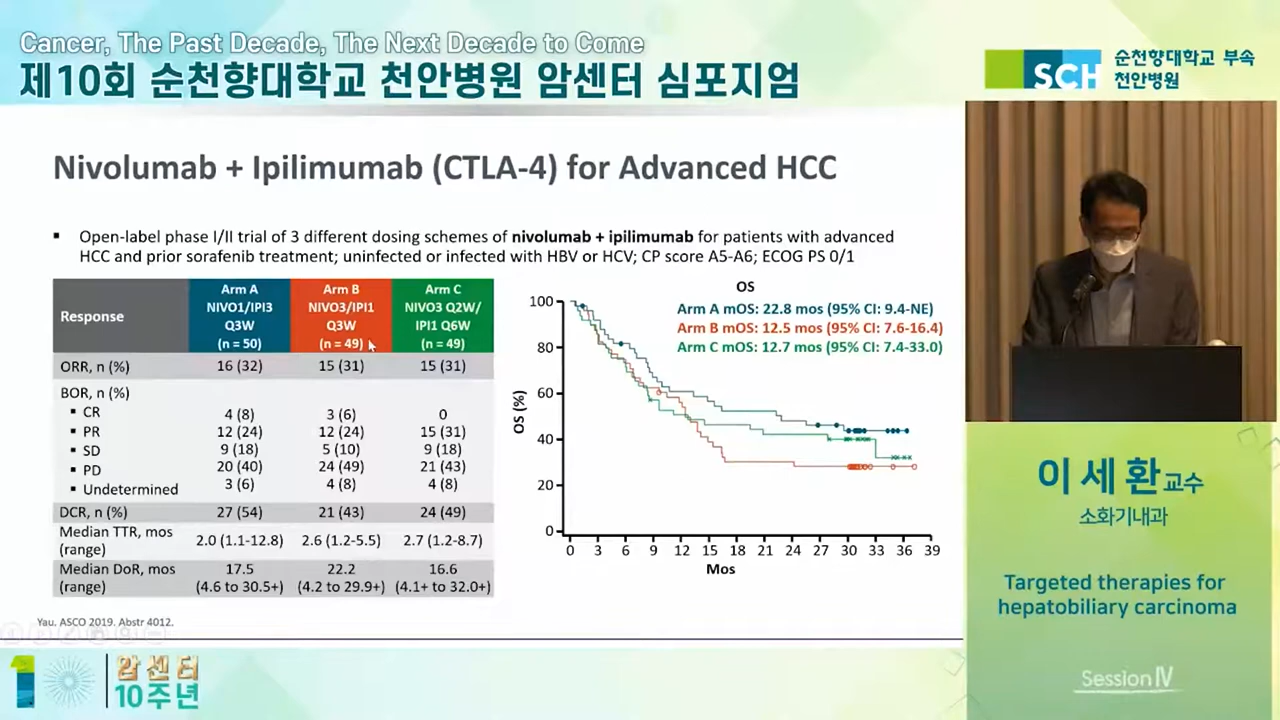 Cancer, The Past Decade, The Next Decade to Come
제10회 순천향대학교 천안병원 암센터 심포지엄
SCH
순천향대학교 부속
천안병원
Nivolumab + Ipilimumab (CTLA-4) for Advanced HCC
▪ Open-label phase I/II trial of 3 different dosing schemes of nivolumab + ipilimumab for patients with advanced
HCC and prior sorafenib treatment; uninfected or infected with HBV or HCV; CP score A5-A6; ECOG PS 0/1
Response
Arm A
NIVO1/IPI3
Q3W
(n = 50)
Arm B
NIVO3/IPI1
Q3W
(n = 49)
Arm C
NIVO3 Q2W/
IPI1 Q6W
(n = 49)
ORR, n (%) 16 (32) 15 (31) 15 (31)
BOR, n (%)
▪ CR 4 (8) 3 (6) 0
▪ PR 12 (24) 12 (24) 15 (31)
▪ SD 9 (18) 5 (10) 9 (18)
▪ PD 20 (40) 24 (49) 21 (43)
▪ Undetermined 3 (6) 4 (8) 4 (8)
DCR, n (%) 27 (54) 21 (43) 24 (49)
Median TTR, mos
(range)
2.0 (1.1-12.8) 2.6 (1.2-5.5) 2.7 (1.2-8.7)
Median DoR, mos
(range)
17.5
(4.6 to 30.5+)
22.2
(4.2 to 29.9+)
16.6
(4.1+ to 32.0+)
OS
Arm A mOS: 22.8 mos (95% CI: 9.4-NE)
Arm B mOS: 12.5 mos (95% CI: 7.6-16.4)
Arm C mOS: 12.7 mos (95% CI: 7.4-33.0)
OS (%)
100
80
60
40
20
0
0 3 6 9 12 15 18 21 24 27 30 33 36 39
Mos
Yau. ASCO 2019. Abstr 4012.
이세환 교수
소화기내과
Targeted therapies for
hepatobiliary carcinoma
Session Ⅳ
암센터
10주년